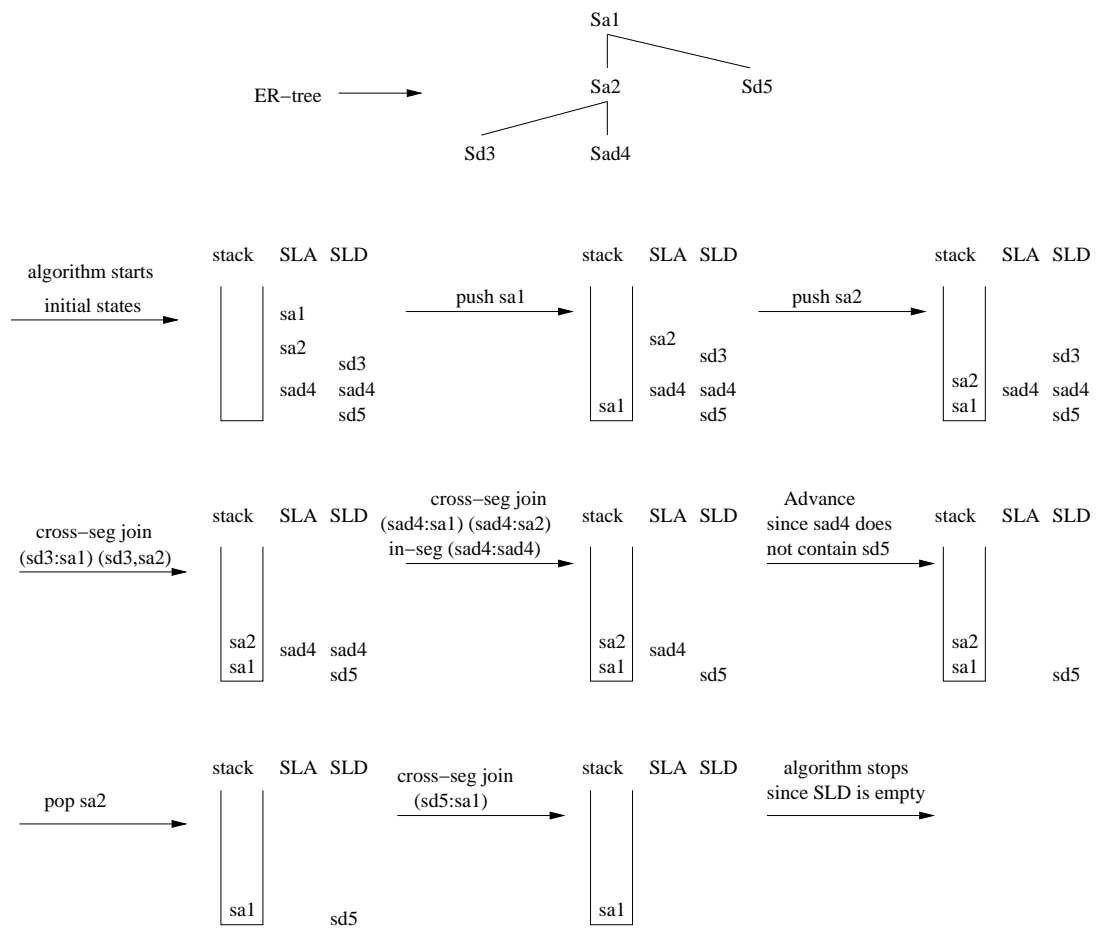 Sa1
ER−tree
Sa2
Sd5
Sd3
Sad4
algorithm starts
initial states
stack SLA SLD
sa1
sa2
sd3
sad4 sad4
sd5
push sa1
stack SLA SLD
sa2
sd3
sad4 sad4
sa1
sd5
push sa2
stack SLA SLD
sd3
sa2
sad4 sad4
sa1
sd5
cross−seg join
(sd3:sa1) (sd3,sa2)
stack SLA SLD
sa2
sad4 sad4
sa1
sd5
cross−seg join
(sad4:sa1) (sad4:sa2)
in−seg (sad4:sad4)
stack SLA SLD
sa2
sad4
sa1
sd5
Advance
since sad4 does
not contain sd5
stack SLA SLD
sa2
sa1
sd5
pop sa2
stack SLA SLD
sa1
sd5
cross−seg join
(sd5:sa1)
stack SLA SLD
sa1
algorithm stops
since SLD is empty